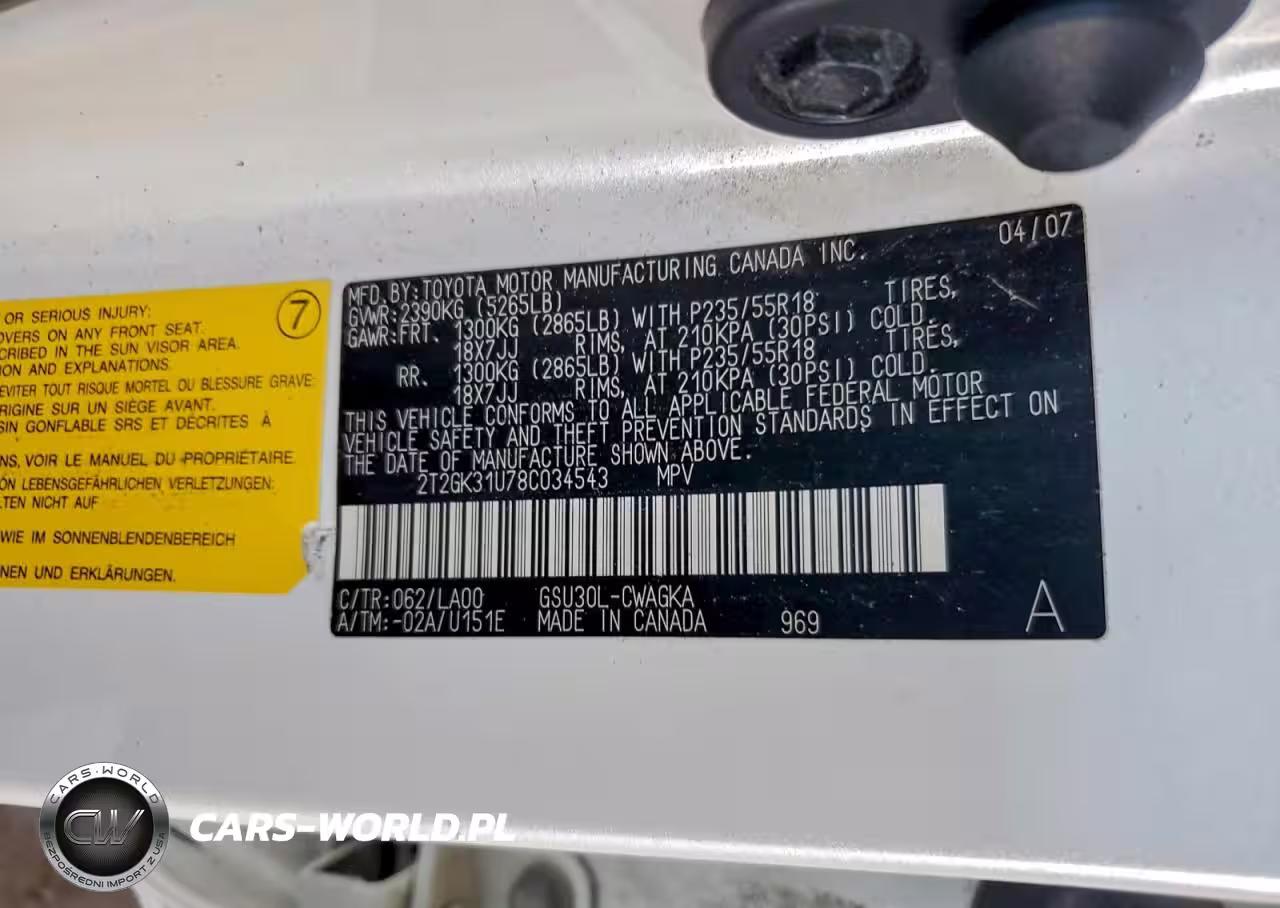 OR SERIOUS INJURY:
OVERS ON ANY FRONT SEAT.
CRIBED IN THE SUN VISOR AREA.
ION AND EXPLANATIONS.
EVITER TOUT RISQUE MORTEL OU BLESSURE GRAVE:
ORIGINE SUR UN SIÈGE AVANT.
SIN GONFLABLE SRS ET DÉCRITES À
NS, VOIR LE MANUEL DU PROPRIÉTAIRE.
ÖN LEBENSGEFÄHRLICHEN VERLETZUNGEN:
LTEN NICHT AUF
WIE IM SONNENBLENDENBEREICH
NEN UND ERKLÄRUNGEN.
7
04/07
MFD. BY: TOYOTA MOTOR MANUFACTURING CANADA INC.
GVWR: 2390KG (5265LB)
GAWR: FRT. 1300KG (2865LB) WITH P235/55R18 TIRES,
18X7JJ RIMS, AT 210KPA (30PSI) COLD.
RR. 1300KG (2865LB) WITH P235/55R18 TIRES,
18X7JJ RIMS, AT 210KPA (30PSI) COLD.
THIS VEHICLE CONFORMS TO ALL APPLICABLE FEDERAL MOTOR
VEHICLE SAFETY AND THEFT PREVENTION STANDARDS IN EFFECT ON
THE DATE OF MANUFACTURE SHOWN ABOVE.
2T2GK31U78C034543 MPV
C/TR: 062/LA00 GSU30L-CWAGKA
A/TM: -02A/U151E MADE IN CANADA 969 A
CARS-WORLD
CW
BEZPOŚREDNI IMPORT Z USA
CARS-WORLD.PL